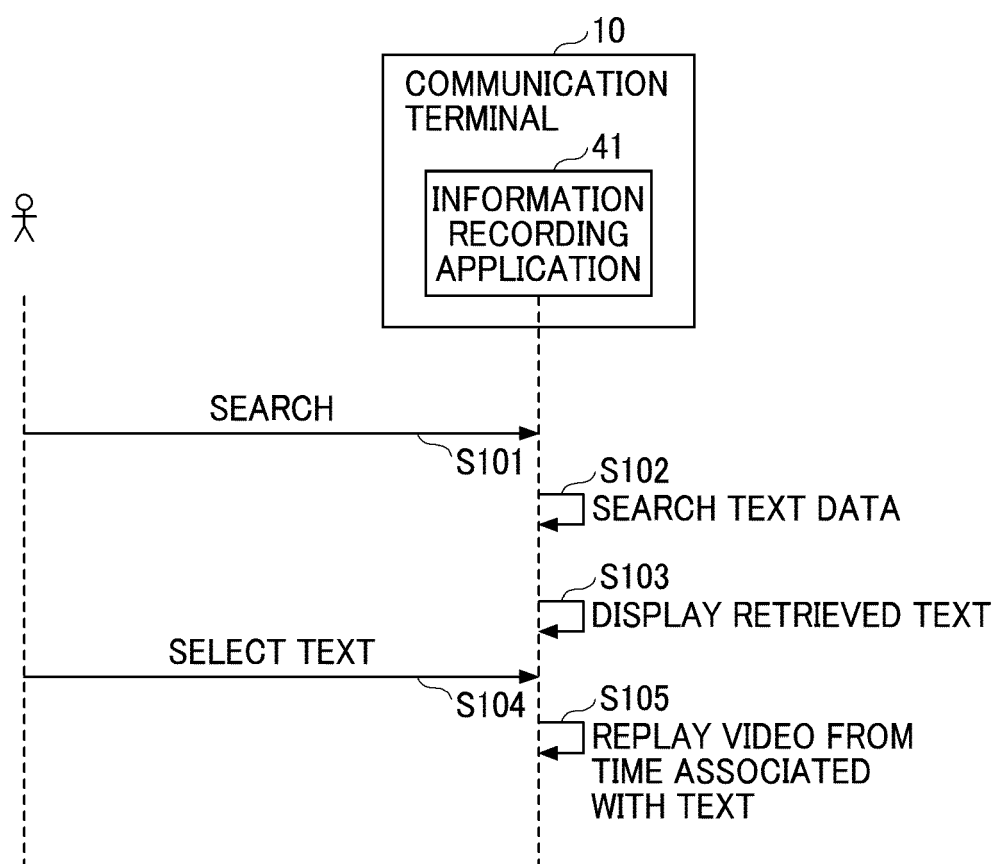 10
COMMUNICATION
TERMINAL
41
INFORMATION
RECORDING
APPLICATION
SEARCH
S101
S102
SEARCH TEXT DATA
S103
DISPLAY RETRIEVED TEXT
SELECT TEXT
S104
S105
REPLAY VIDEO FROM
TIME ASSOCIATED
WITH TEXT